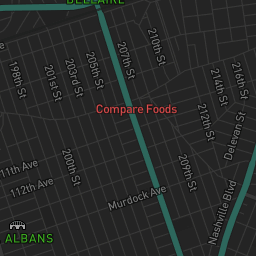 BELLAIRE
210th St
207th St
216th St
198th St
205th St
203rd St
214th St
201st St
Compare Foods
212th St
Delevan St
200th St
209th St
11th Ave
112th Ave
Murdock Ave
Nashville Blvd
ALBANS